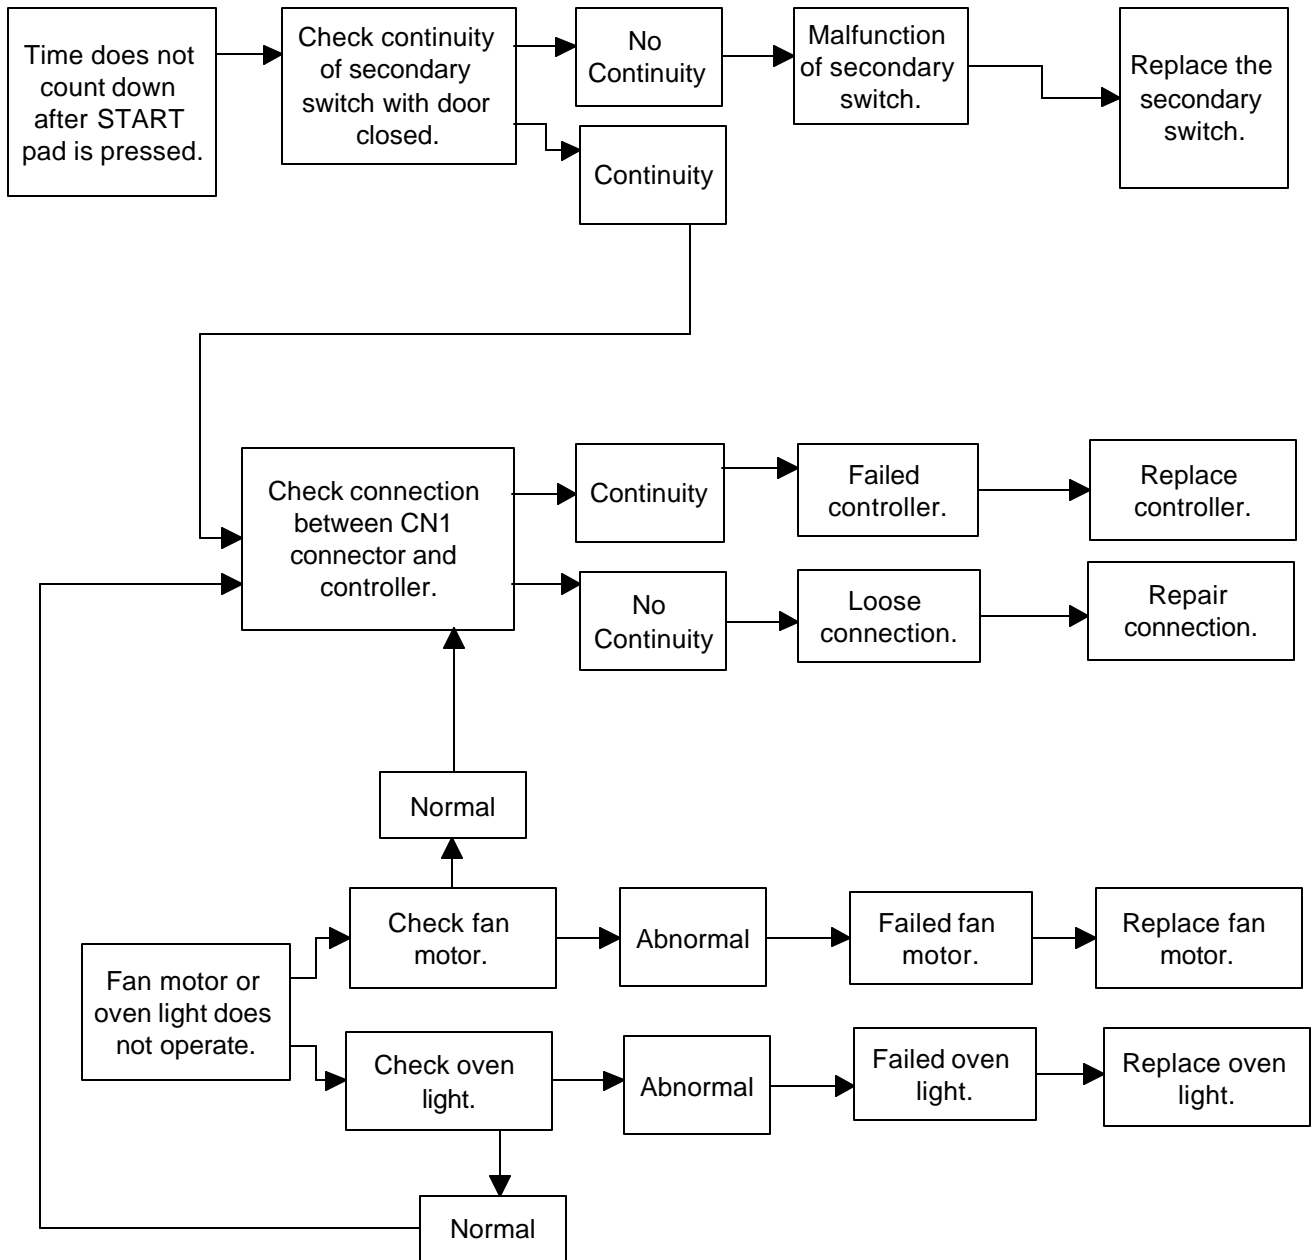 Time does not
count down
after START
pad is pressed.
Check continuity
of secondary
switch with door
closed.
No
Continuity
Malfunction
of secondary
switch.
Replace the
secondary
switch.
Continuity
Check connection
between CN1
connector and
controller.
Continuity
Failed
controller.
Replace
controller.
No
Continuity
Loose
connection.
Repair
connection.
Normal
Fan motor or
oven light does
not operate.
Check fan
motor.
Abnormal
Failed fan
motor.
Replace fan
motor.
Check oven
light.
Abnormal
Failed oven
light.
Replace oven
light.
Normal